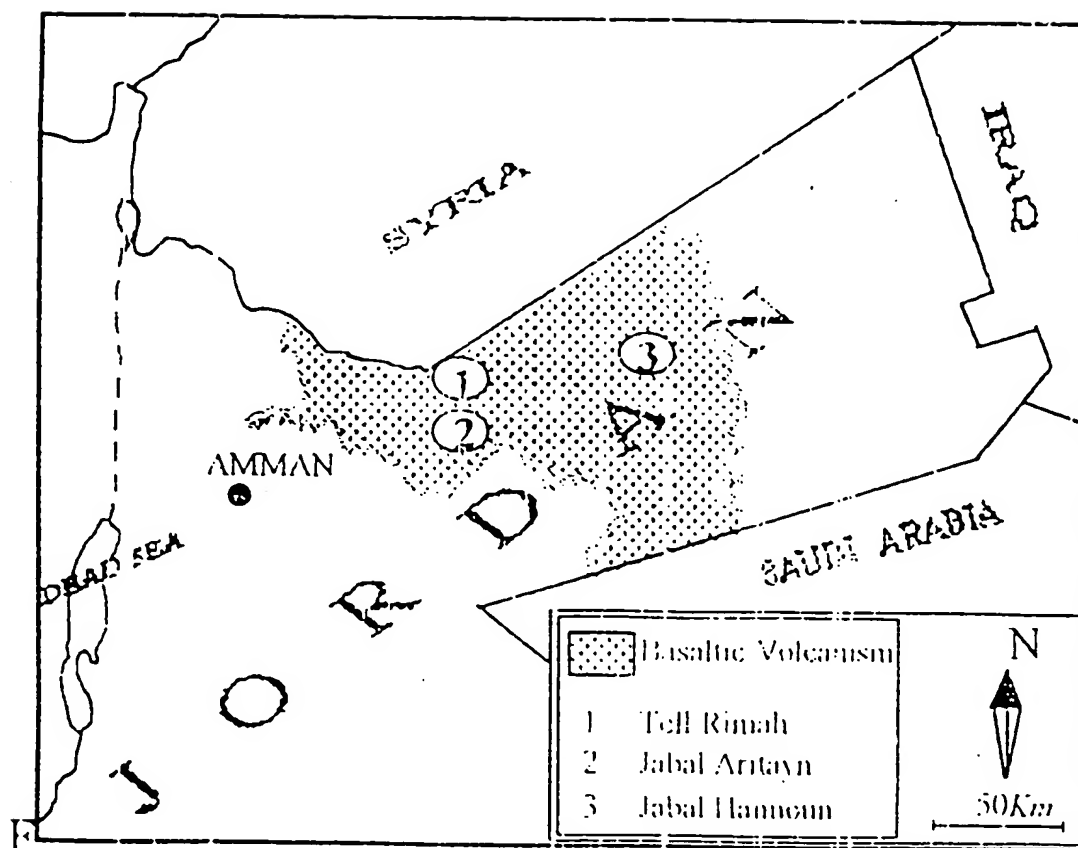 SYRIA
IRAQ
1
3
2
AMMAN
DEAD SEA
JORDAN
SAUDI ARABIA
Basaltic Volcanism
1 Tell Rimah
2 Jabal Aritayn
3 Jabal Hannoun
N
50Km